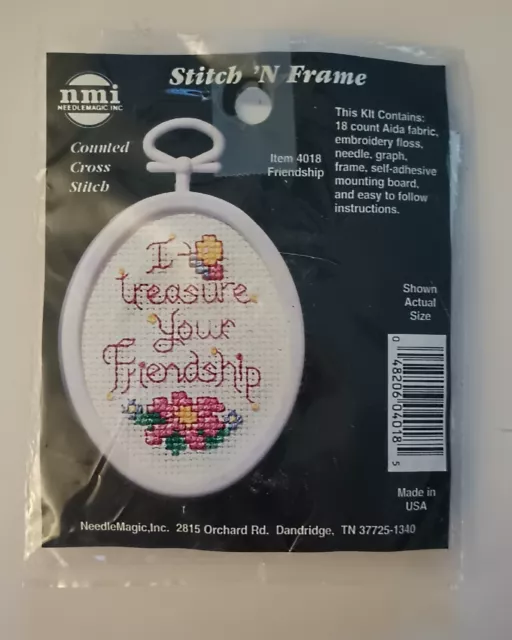 Stitch 'N Frame
nmi
NEEDLEMAGIC INC
Counted
Cross
Stitch
Item 4018
Friendship
This KIt Contains:
18 count Aida fabric,
embroidery floss,
needle, graph,
frame, self-adhesive
mounting board,
and easy to follow
instructions.
I
treasure
Your
Friendship
Shown
Actual
Size
0 48206 04018 5
Made in
USA
NeedleMagic,Inc. 2815 Orchard Rd. Dandridge, TN 37725-1340